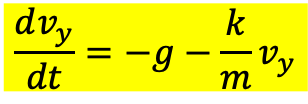 dv_y/dt = -g - k/m v_y